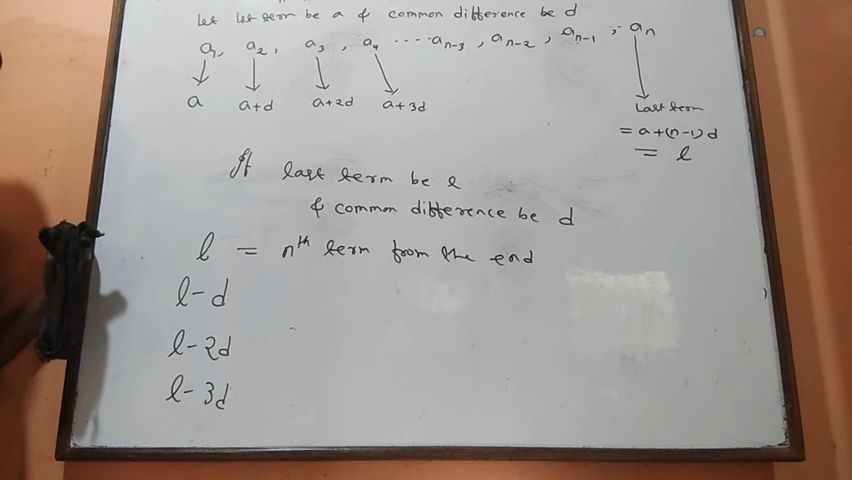 let 1st term be a & common difference be d
a₁, a₂, a₃, a₄ ---- aₙ₋₃, aₙ₋₂, aₙ₋₁, - aₙ
a a+d a+2d a+3d
Last term
= a+(n-1)d
= l
If last term be l
& common difference be d
l = nᵗʰ term from the end
l-d
l-2d
l-3d